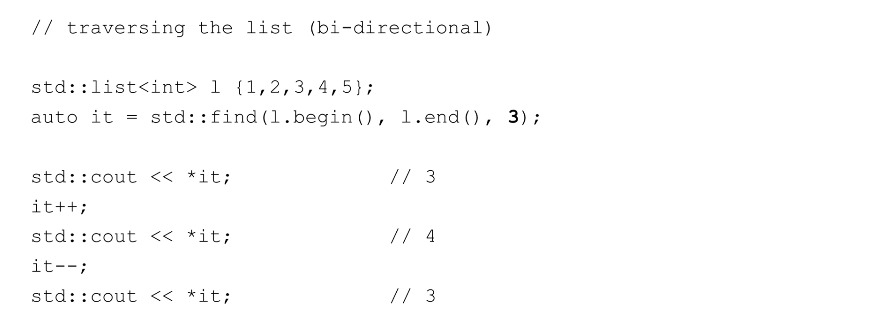 // traversing the list (bi-directional)
std::list<int> l {1,2,3,4,5};
auto it = std::find(l.begin(), l.end(), 3);
std::cout << *it; // 3
it++;
std::cout << *it; // 4
it--;
std::cout << *it; // 3